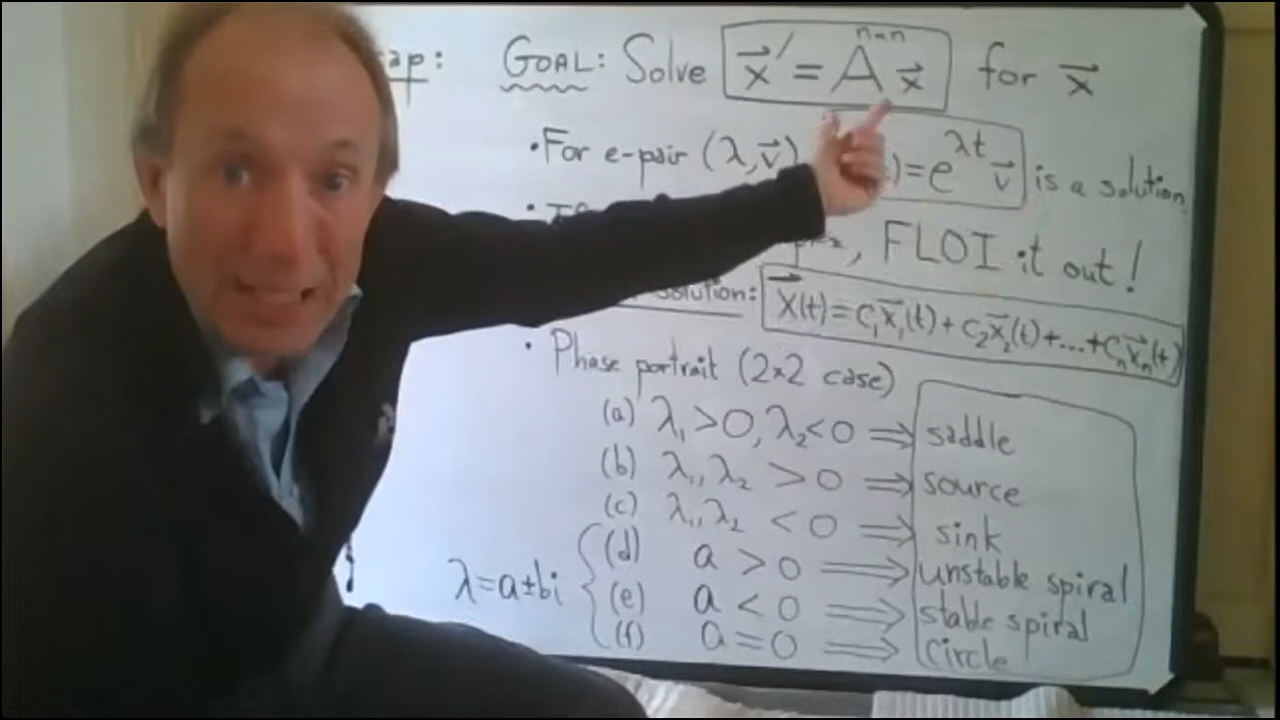 ap: GOAL: Solve x⃗' = A x⃗ for x⃗
n×n
• For e-pair (λ, v⃗) )=e^{λt} v⃗ is a solution
• , FLOI it out!
solution: x⃗(t) = c₁x⃗₁(t) + c₂x⃗₂(t) + ... + cₙx⃗ₙ(t)
• Phase portrait (2×2 case)
(a) λ₁>0, λ₂<0 ⇒ saddle
(b) λ₁, λ₂ > 0 ⇒ source
(c) λ₁, λ₂ < 0 ⇒ sink
(d) a > 0 ⇒ unstable spiral
λ=a±bi { (e) a < 0 ⇒ stable spiral
(f) a = 0 ⇒ circle